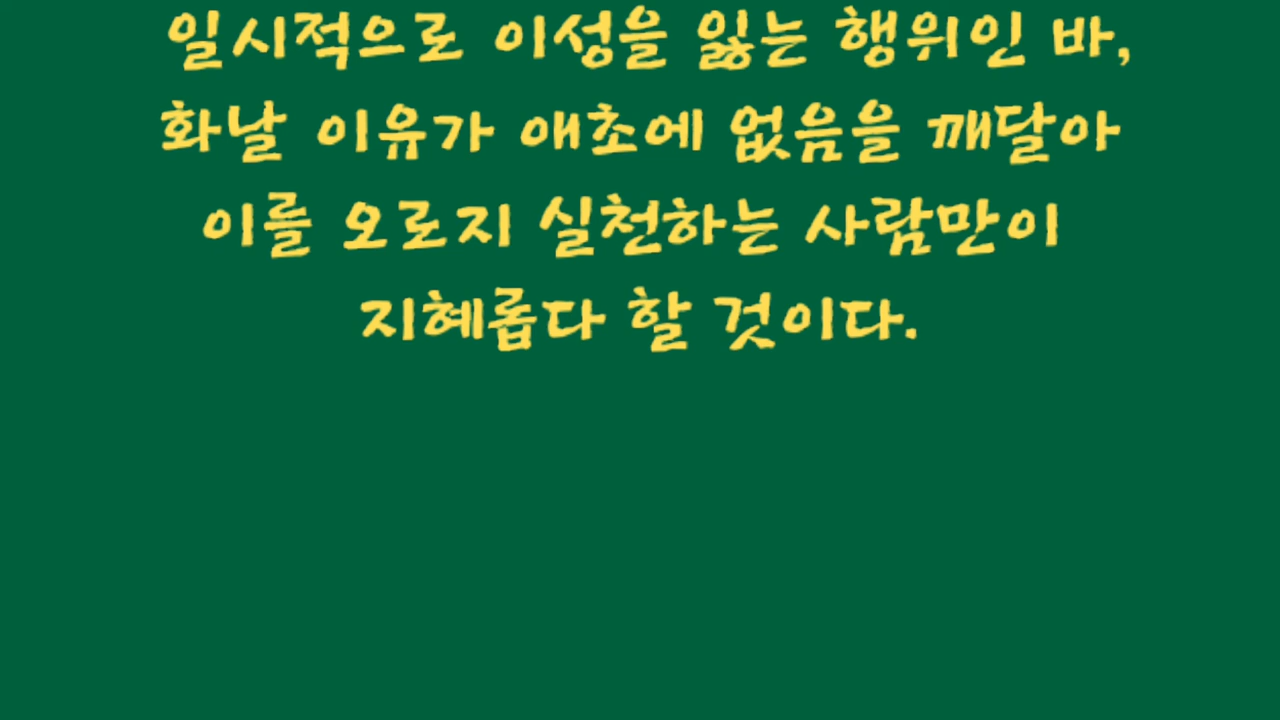 일시적으로 이성을 잃는 행위인 바,
화날 이유가 애초에 없음을 깨달아
이를 오로지 실천하는 사람만이
지혜롭다 할 것이다.